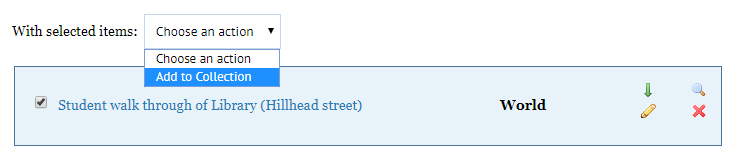 With selected items: Choose an action
Choose an action
Add to Collection
Student walk through of Library (Hillhead street) World